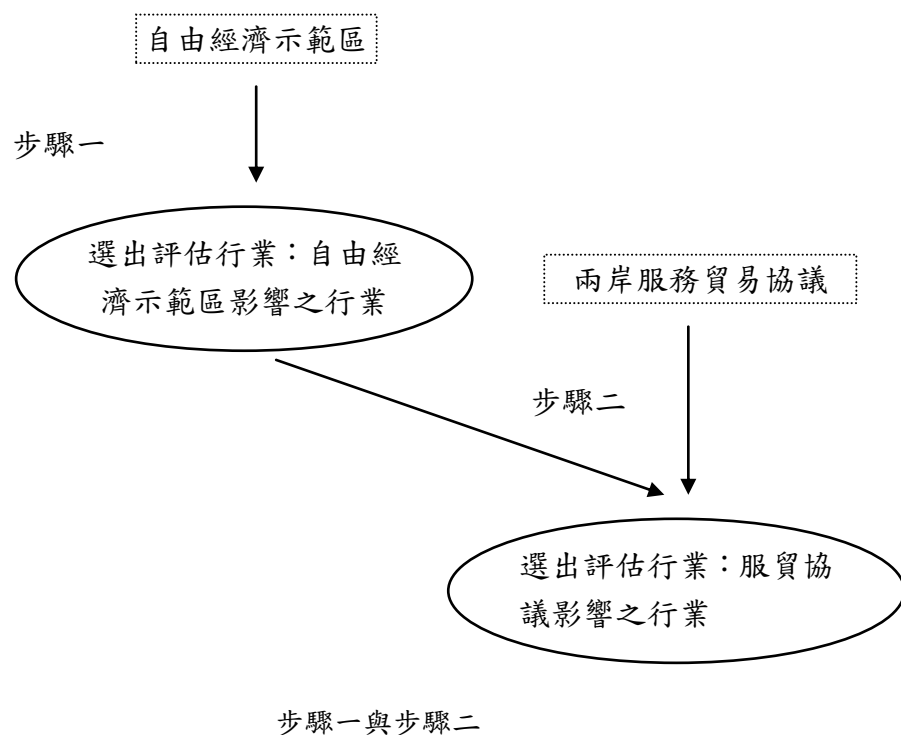 自由經濟示範區
步驟一
選出評估行業：自由經
濟示範區影響之行業
兩岸服務貿易協議
步驟二
選出評估行業：服貿協
議影響之行業
步驟一與步驟二